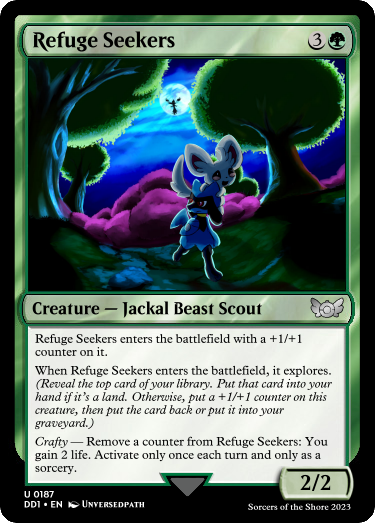 Refuge Seekers 3
Creature — Jackal Beast Scout
Refuge Seekers enters the battlefield with a +1/+1
counter on it.
When Refuge Seekers enters the battlefield, it explores.
(Reveal the top card of your library. Put that card into your
hand if it's a land. Otherwise, put a +1/+1 counter on this
creature, then put the card back or put it into your
graveyard.)
Crafty — Remove a counter from Refuge Seekers: You
gain 2 life. Activate only once each turn and only as a
sorcery.
2/2
U 0187
DD1 • EN Unversedp1 Sorcers of the Shore 2023